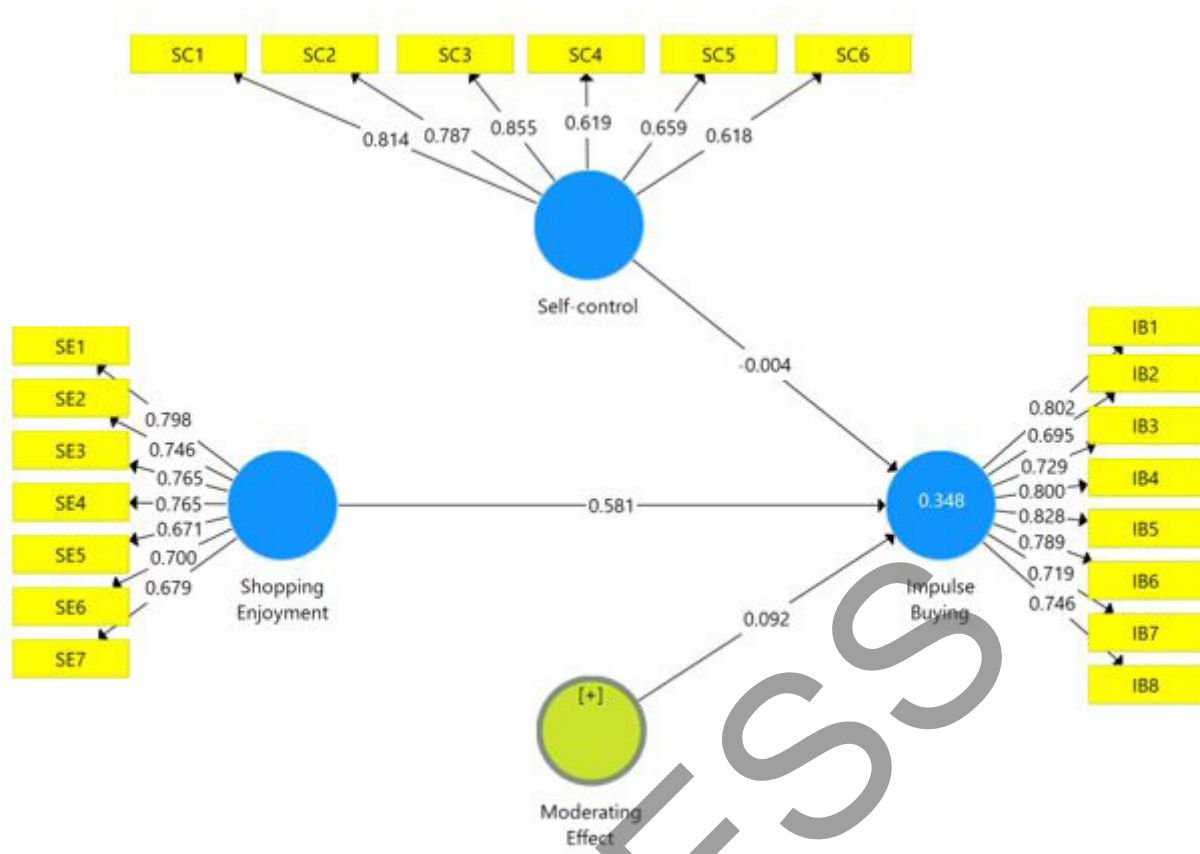 SC1 SC2 SC3 SC4 SC5 SC6
0.814 0.787 0.855 0.619 0.659 0.618
Self-control
-0.004
SE1
SE2
SE3
SE4
SE5
SE6
SE7
0.798
0.746
0.765
0.765
0.671
0.700
0.679
Shopping
Enjoyment
0.581
0.348
Impulse
Buying
0.802
0.695
0.729
0.800
0.828
0.789
0.719
0.746
IB1
IB2
IB3
IB4
IB5
IB6
IB7
IB8
0.092
[+]
Moderating
Effect
ESS